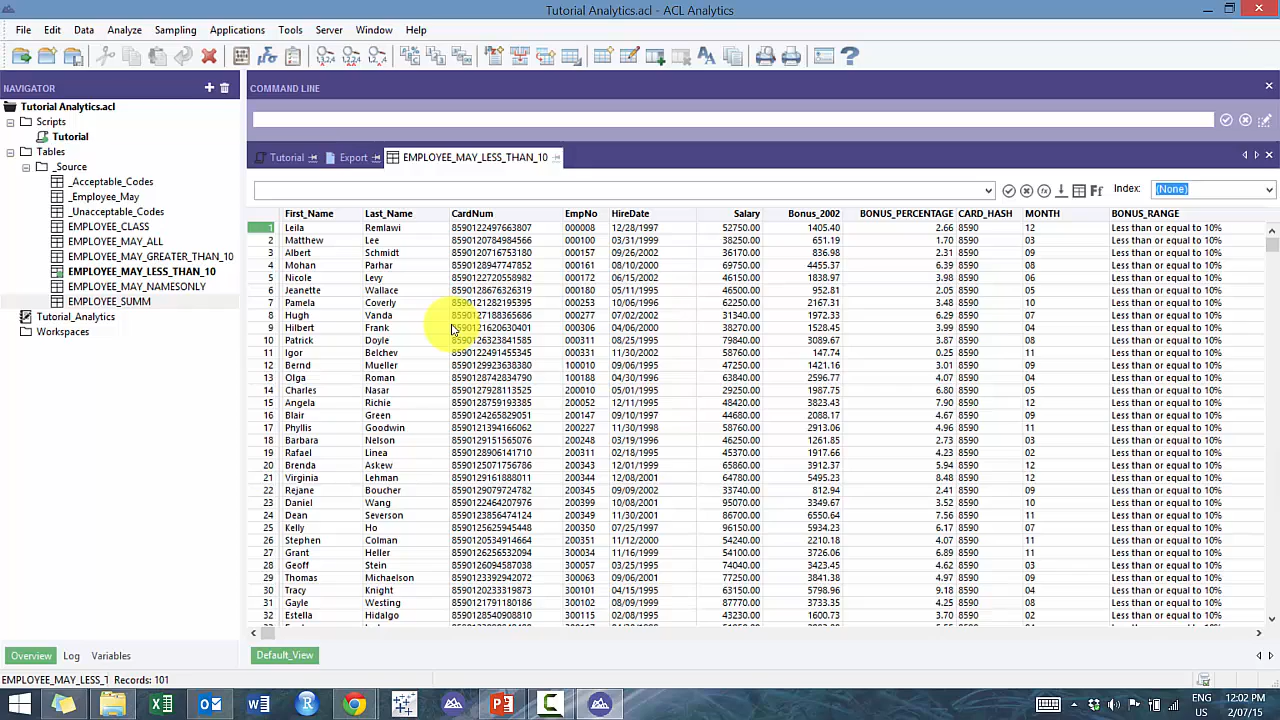 Tutorial Analytics.acl - ACL Analytics
File Edit Data Analyze Sampling Applications Tools Server Window Help
NAVIGATOR
COMMAND LINE
Tutorial Analytics.acl
Scripts
Tutorial
Tables
_Source
_Acceptable_Codes
_Employee_May
_Unacceptable_Codes
EMPLOYEE_CLASS
EMPLOYEE_MAY_ALL
EMPLOYEE_MAY_GREATER_THAN_10
EMPLOYEE_MAY_LESS_THAN_10
EMPLOYEE_MAY_NAMESONLY
EMPLOYEE_SUMM
Tutorial_Analytics
Workspaces
Tutorial Export EMPLOYEE_MAY_LESS_THAN_10
Index: (None)
First_Name Last_Name CardNum EmpNo HireDate Salary Bonus_2002 BONUS_PERCENTAGE CARD_HASH MONTH BONUS_RANGE
1 Leila Remlawi 8590122497663807 000008 12/28/1997 52750.00 1405.40 2.66 8590 12 Less than or equal to 10%
2 Matthew Lee 8590120784984566 000060 03/31/1999 38250.00 651.19 1.70 8590 03 Less than or equal to 10%
3 Albert Schmidt 8590120716753180 000104 09/26/2002 36170.00 836.98 2.31 8590 09 Less than or equal to 10%
4 Mohan Parhar 8590128947747852 000161 08/10/2000 69750.00 4455.37 6.39 8590 08 Less than or equal to 10%
5 Nicole Levy 8590122720558982 000172 06/15/2002 46150.00 1838.97 3.98 8590 06 Less than or equal to 10%
6 Jeanette Wallace 8590128676326319 000180 05/11/1995 46500.00 952.81 2.05 8590 05 Less than or equal to 10%
7 Pamela Coverly 8590121282195395 000253 10/06/1996 62250.00 2167.31 3.48 8590 10 Less than or equal to 10%
8 Hugh Vanda 8590127188365686 000277 07/02/2002 31340.00 1972.33 6.29 8590 07 Less than or equal to 10%
9 Hilbert Frank 8590121620630401 000306 04/06/2000 38270.00 1528.45 3.99 8590 04 Less than or equal to 10%
10 Patrick Doyle 8590126323841585 000311 08/25/1995 79840.00 3089.67 3.87 8590 08 Less than or equal to 10%
11 Igor Belchev 8590122491455345 000331 11/30/2002 58760.00 147.74 0.25 8590 11 Less than or equal to 10%
12 Bernd Mueller 8590129923638380 100010 09/06/1995 47250.00 1421.16 3.01 8590 09 Less than or equal to 10%
13 Olga Roman 8590128742834790 100188 04/30/1996 63840.00 2596.77 4.07 8590 04 Less than or equal to 10%
14 Charles Nasar 8590127928113525 200016 05/01/1995 29250.00 1987.75 6.80 8590 05 Less than or equal to 10%
15 Angela Richie 8590128759193385 200052 12/11/1995 48420.00 3823.43 7.90 8590 12 Less than or equal to 10%
16 Blair Green 8590124265829051 200147 09/10/1997 44680.00 2088.17 4.67 8590 09 Less than or equal to 10%
17 Phyllis Goodwin 8590121394166062 200227 11/30/1998 58760.00 2913.06 4.96 8590 11 Less than or equal to 10%
18 Barbara Nelson 8590129151565076 200248 03/19/1996 46250.00 1261.85 2.73 8590 03 Less than or equal to 10%
19 Rafael Linea 8590128906141710 200311 02/18/1995 45370.00 1917.66 4.23 8590 02 Less than or equal to 10%
20 Brenda Askew 8590125071756786 200343 12/01/1999 65860.00 3912.37 5.94 8590 12 Less than or equal to 10%
21 Virginia Lehman 8590129161888011 200344 12/08/2001 64780.00 5495.23 8.48 8590 12 Less than or equal to 10%
22 Rejane Boucher 8590129079724782 200345 09/09/2002 33740.00 812.94 2.41 8590 09 Less than or equal to 10%
23 Daniel Wang 8590122464207976 200399 10/08/2001 95020.00 3349.67 3.52 8590 10 Less than or equal to 10%
24 Dean Severson 8590123856474124 200349 11/26/2001 86700.00 6550.64 7.56 8590 11 Less than or equal to 10%
25 Kelly Ho 8590125625945448 200350 07/25/1997 96150.00 5934.23 6.17 8590 07 Less than or equal to 10%
26 Stephen Colman 8590120534914664 200351 11/12/2000 54240.00 2210.18 4.07 8590 11 Less than or equal to 10%
27 Grant Heller 8590126256532094 300034 11/16/1999 54100.00 3726.06 6.89 8590 11 Less than or equal to 10%
28 Geoff Stein 8590126094587038 300057 03/25/1995 74040.00 3423.45 4.62 8590 03 Less than or equal to 10%
29 Thomas Michaelson 8590123392942072 300063 09/06/2001 77250.00 3841.38 4.97 8590 09 Less than or equal to 10%
30 Tracy Knight 8590120233319873 300101 04/15/1995 63150.00 5798.96 9.18 8590 04 Less than or equal to 10%
31 Gayle Westing 8590121791180186 300102 08/09/1999 87770.00 3733.35 4.25 8590 08 Less than or equal to 10%
32 Estella Hidalgo 8590128540908810 300115 02/18/2001 43230.00 1600.73 3.70 8590 02 Less than or equal to 10%
Overview Log Variables
Default_View
EMPLOYEE_MAY_LESS_T Records: 101
ENG
US
12:02 PM
2/07/15